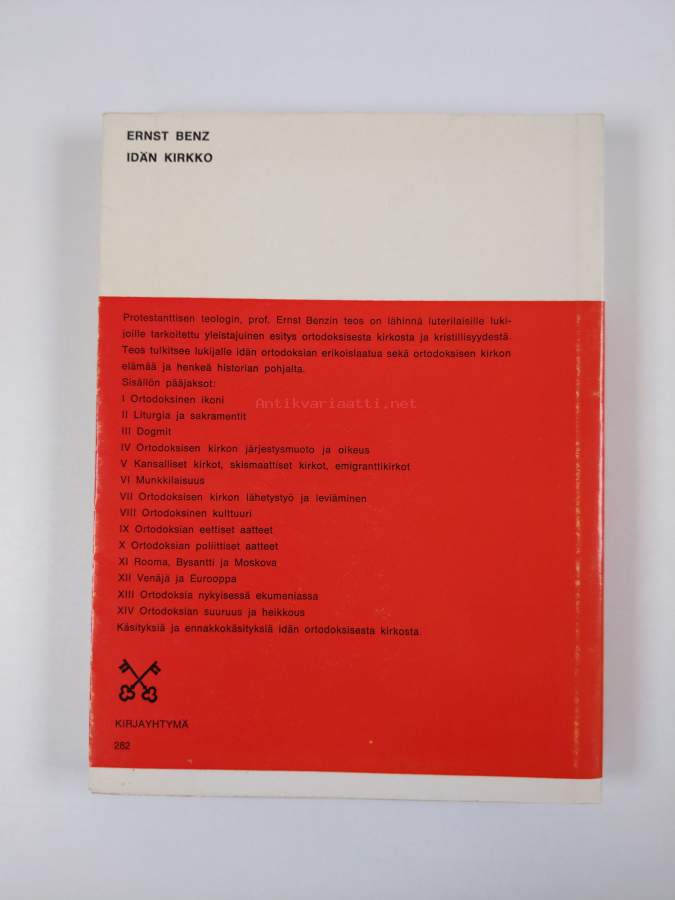 ERNST BENZ
IDÄN KIRKKO
Protestanttisen teologin, prof. Ernst Benzin teos on lähinnä luterilaisille luki-
joille tarkoitettu yleistajuinen esitys ortodoksisesta kirkosta ja kristillisyydestä.
Teos tulkitsee lukijalle idän ortodoksian erikoislaatua sekä ortodoksisen kirkon
elämää ja henkeä historian pohjalta.
Sisällön pääjaksot:
I Ortodoksinen ikoni
Antikvariaatti.net
II Liturgia ja sakramentit
III Dogmit
IV Ortodoksisen kirkon järjestysmuoto ja oikeus
V Kansalliset kirkot, skismaattiset kirkot, emigranttikirkot
VI Munkkilaisuus
VII Ortodoksisen kirkon lähetystyö ja leviäminen
VIII Ortodoksinen kulttuuri
IX Ortodoksian eettiset aatteet
X Ortodoksian poliittiset aatteet
XI Rooma, Bysantti ja Moskova
XII Venäjä ja Eurooppa
XIII Ortodoksia nykyisessä ekumeniassa
XIV Ortodoksian suuruus ja heikkous
Käsityksiä ja ennakkokäsityksiä idän ortodoksisesta kirkosta.
KIRJAYHTYMÄ
282